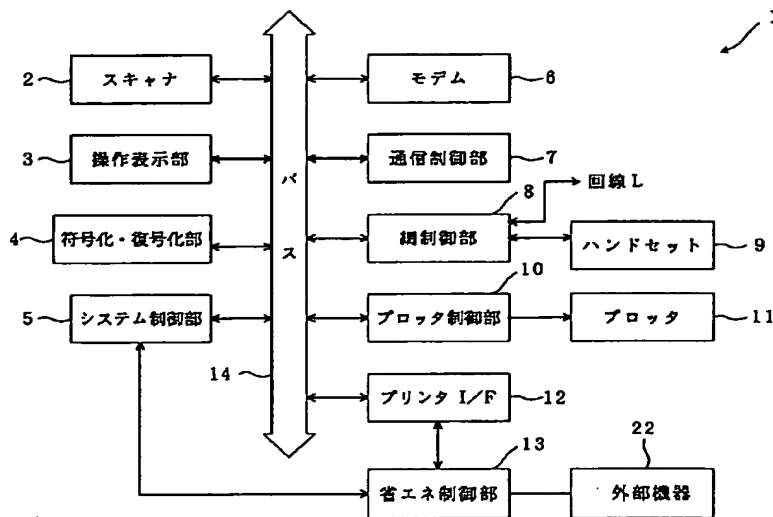 1
2 スキャナ モデム 6
3 操作表示部 通信制御部 7
バス
8 回線L
4 符号化・復号化部 網制御部 ハンドセット 9
10
5 システム制御部 プロッタ制御部 プロッタ 11
14 プリンタ I/F 12
13 22
省エネ制御部 外部機器